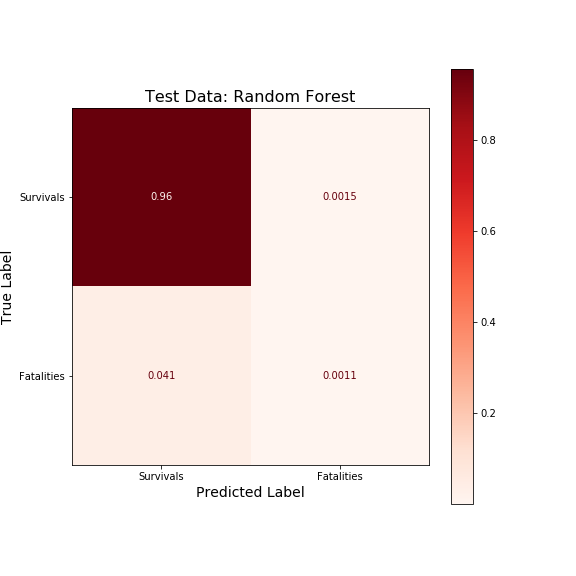 Test Data: Random Forest
True Label
Survivals
0.96
0.0015
Fatalities
0.041
0.0011
Survivals
Fatalities
Predicted Label
0.8
0.6
0.4
0.2